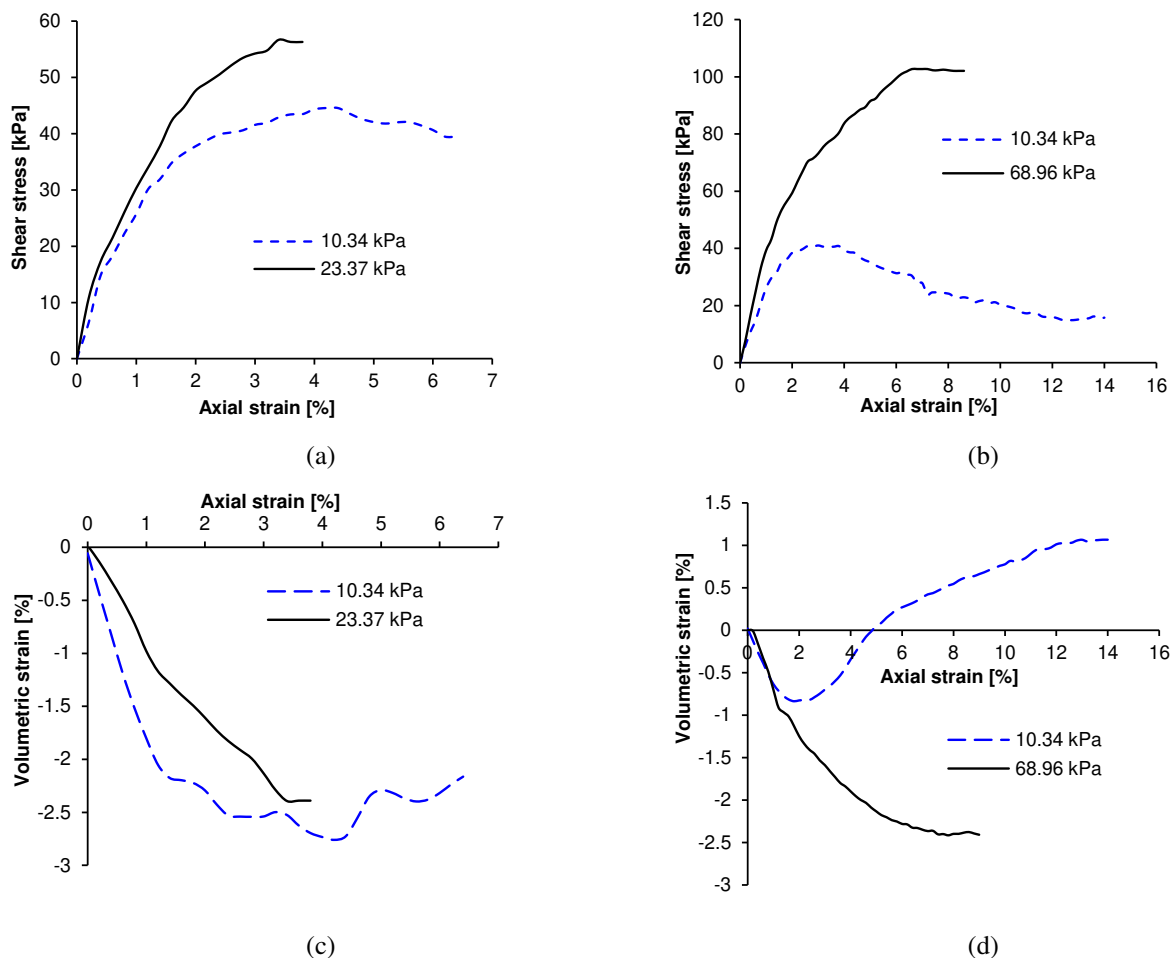 60
50
40
30
20
10
0
0 1 2 3 4 5 6 7
Shear stress [kPa]
Axial strain [%]
10.34 kPa
23.37 kPa
(a)
120
100
80
60
40
20
0
0 2 4 6 8 10 12 14 16
Shear stress [kPa]
Axial strain [%]
10.34 kPa
68.96 kPa
(b)
Axial strain [%]
0 1 2 3 4 5 6 7
0
-0.5
-1
-1.5
-2
-2.5
-3
Volumetric strain [%]
10.34 kPa
23.37 kPa
(c)
1.5
1
0.5
0
-0.5
-1
-1.5
-2
-2.5
-3
0 2 4 6 8 10 12 14 16
Volumetric strain [%]
Axial strain [%]
10.34 kPa
68.96 kPa
(d)